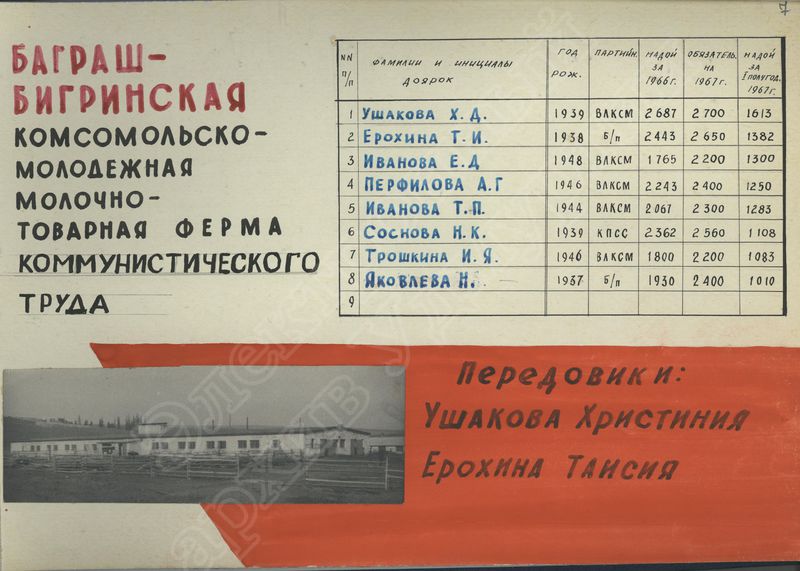 7
БАГРАШ-
БИГРИНСКАЯ
КОМСОМОЛЬСКО-
МОЛОДЕЖНАЯ
МОЛОЧНО-
ТОВАРНАЯ ФЕРМА
КОММУНИСТИЧЕСКОГО
ТРУДА
NN п/п ФАМИЛИИ И ИНИЦИАЛЫ ДОЯРОК ГОД РОЖ. ПАРТИЙН. НАДОЙ ЗА 1966г. ОБЯЗАТЕЛЬ. НА 1967г. НАДОЙ ЗА I ПОЛУГОД. 1967г.
1 УШАКОВА Х.Д. 1939 ВЛКСМ 2687 2700 1613
2 ЕРОХИНА Т.И. 1938 Б/п 2443 2650 1382
3 ИВАНОВА Е.Д 1948 ВЛКСМ 1765 2200 1300
4 ПЕРФИЛОВА А.Г 1946 ВЛКСМ 2243 2400 1250
5 ИВАНОВА Т.П. 1944 ВЛКСМ 2067 2300 1283
6 СОСНОВА Н.К. 1939 КПСС 2362 2560 1108
7 ТРОШКИНА И.Я. 1946 ВЛКСМ 1800 2200 1083
8 ЯКОВЛЕВА Н. 1937 Б/п 1930 2400 1010
9
ПЕРЕДОВИКИ:
УШАКОВА ХРИСТИНИЯ
ЕРОХИНА ТАИСИЯ